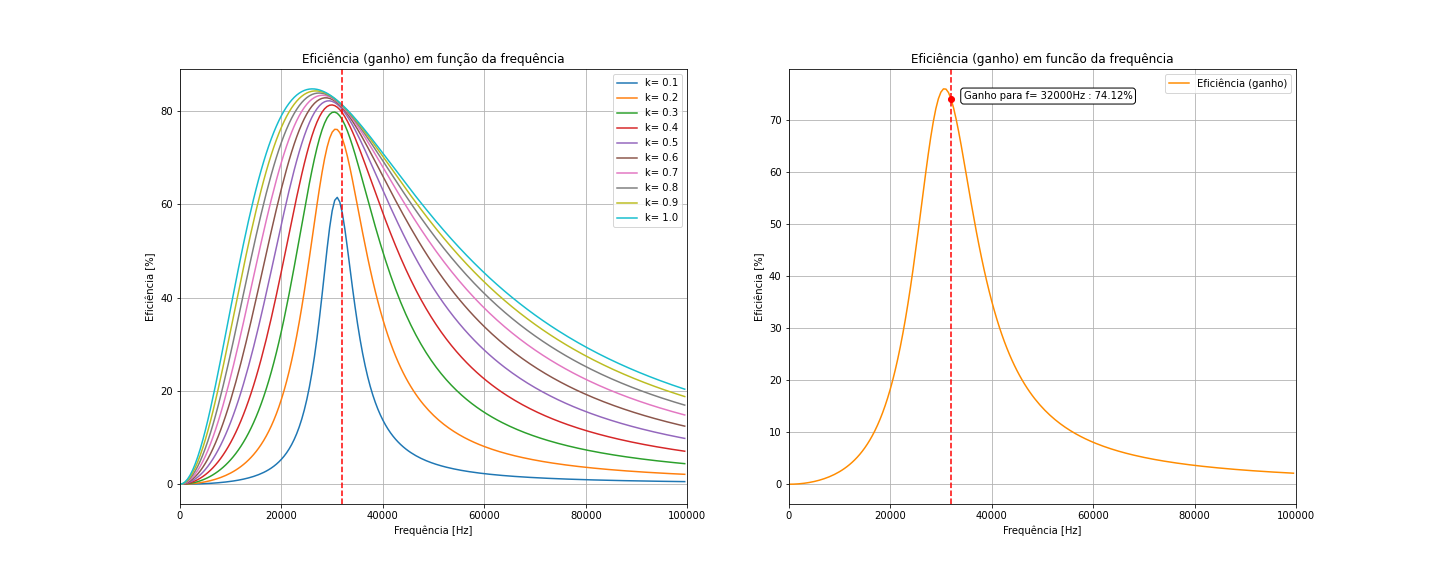 Eficiência (ganho) em função da frequência
80
60
40
20
0
Eficiência [%]
0 20000 40000 60000 80000 100000
Frequência [Hz]
k= 0.1
k= 0.2
k= 0.3
k= 0.4
k= 0.5
k= 0.6
k= 0.7
k= 0.8
k= 0.9
k= 1.0
Eficiência (ganho) em funcão da frequência
Eficiência (ganho)
Ganho para f= 32000Hz : 74.12%
70
60
50
40
30
20
10
0
Eficiência [%]
0 20000 40000 60000 80000 100000
Frequência [Hz]